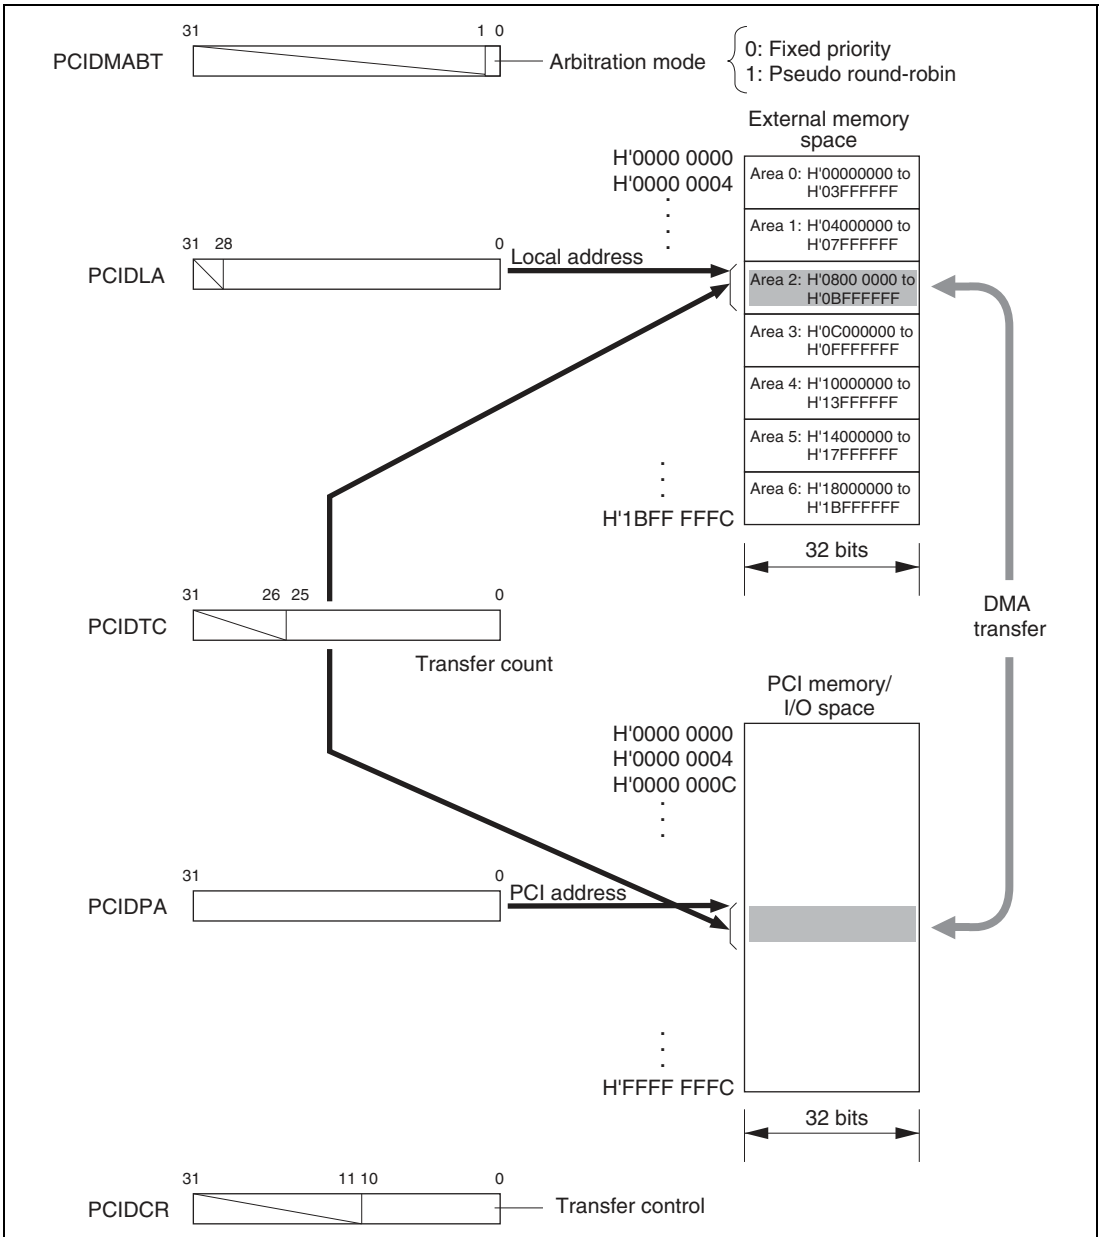 31 1 0
PCIDMABT
Arbitration mode
0: Fixed priority
1: Pseudo round-robin
External memory
space
H'0000 0000
H'0000 0004
Area 0: H'00000000 to
H'03FFFFFF
Area 1: H'04000000 to
H'07FFFFFF
31 28 0
PCIDLA
Local address
Area 2: H'0800 0000 to
H'0BFFFFFF
Area 3: H'0C000000 to
H'0FFFFFFF
Area 4: H'10000000 to
H'13FFFFFF
Area 5: H'14000000 to
H'17FFFFFF
Area 6: H'18000000 to
H'1BFFFFFF
H'1BFF FFFC
32 bits
31 26 25 0
PCIDTC
Transfer count
DMA
transfer
PCI memory/
I/O space
H'0000 0000
H'0000 0004
H'0000 000C
31 0
PCIDPA
PCI address
H'FFFF FFFC
32 bits
31 11 10 0
PCIDCR
Transfer control